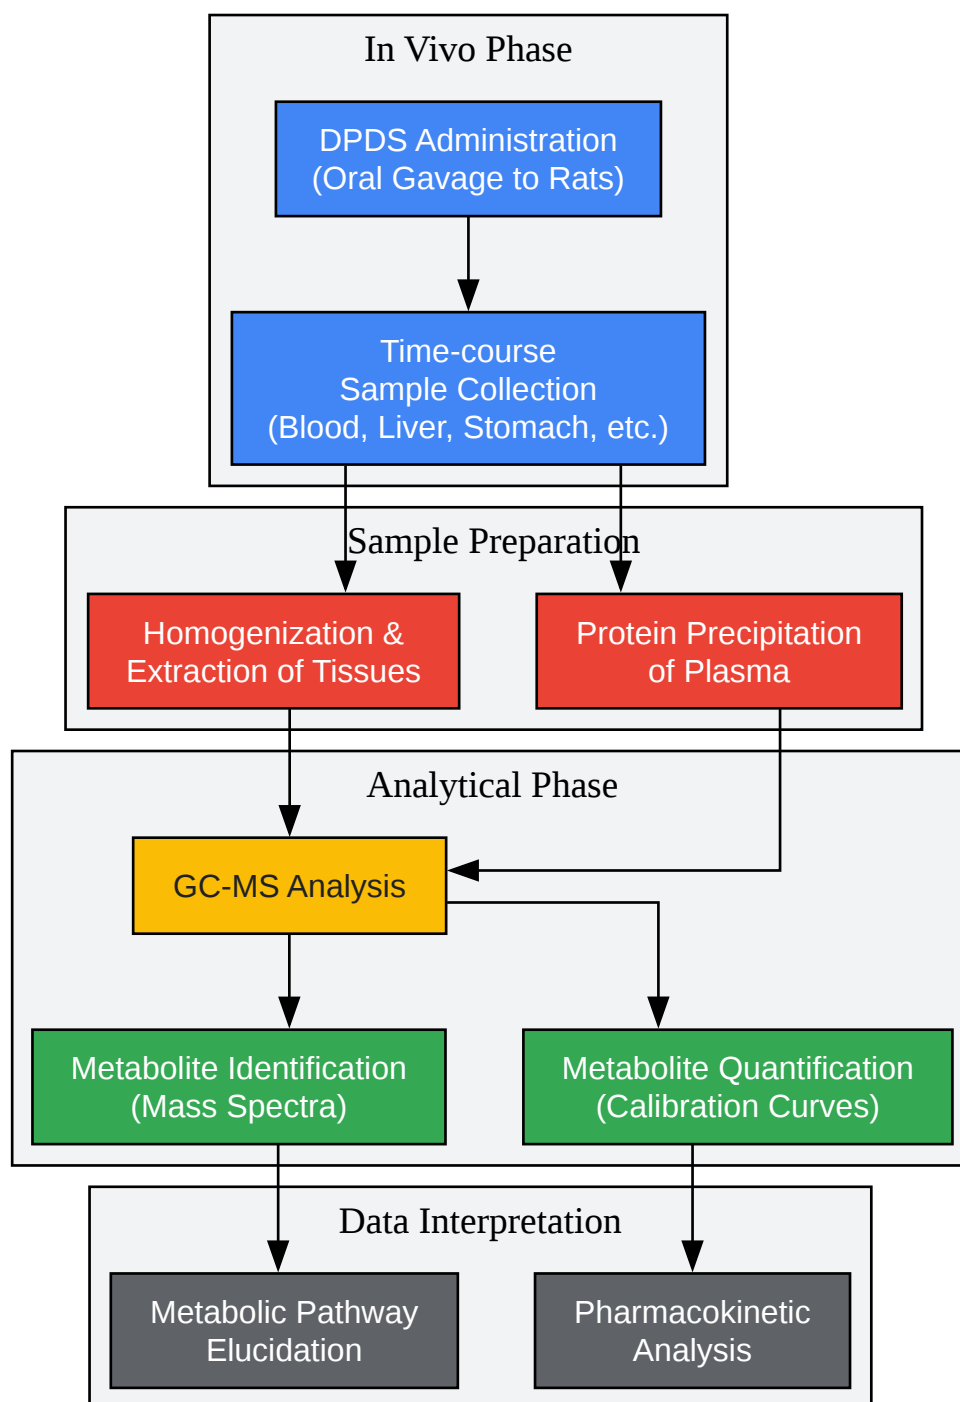 In Vivo Phase
DPDS Administration
(Oral Gavage to Rats)
Time-course
Sample Collection
(Blood, Liver, Stomach, etc.)
Sample Preparation
Homogenization &
Extraction of Tissues
Protein Precipitation
of Plasma
Analytical Phase
GC-MS Analysis
Metabolite Identification
(Mass Spectra)
Metabolite Quantification
(Calibration Curves)
Data Interpretation
Metabolic Pathway
Elucidation
Pharmacokinetic
Analysis